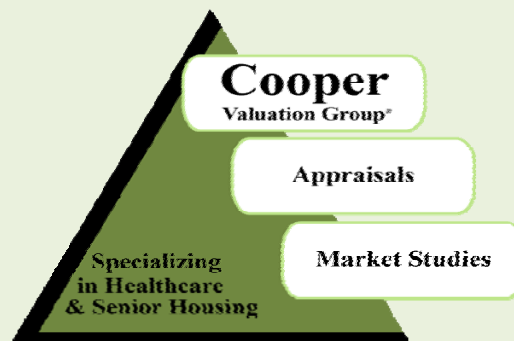 Cooper
Valuation Group®
Appraisals
Market Studies
Specializing
in Healthcare
& Senior Housing